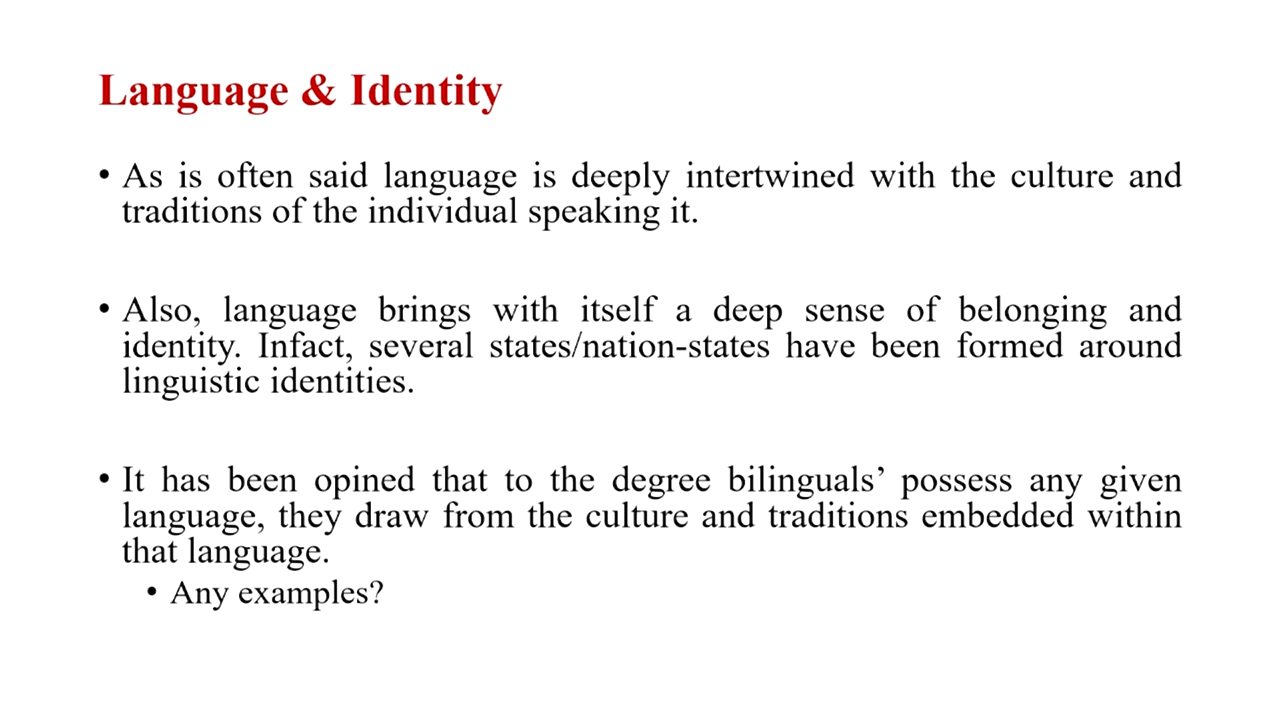 Language & Identity
• As is often said language is deeply intertwined with the culture and
traditions of the individual speaking it.
• Also, language brings with itself a deep sense of belonging and
identity. Infact, several states/nation-states have been formed around
linguistic identities.
• It has been opined that to the degree bilinguals’ possess any given
language, they draw from the culture and traditions embedded within
that language.
• Any examples?